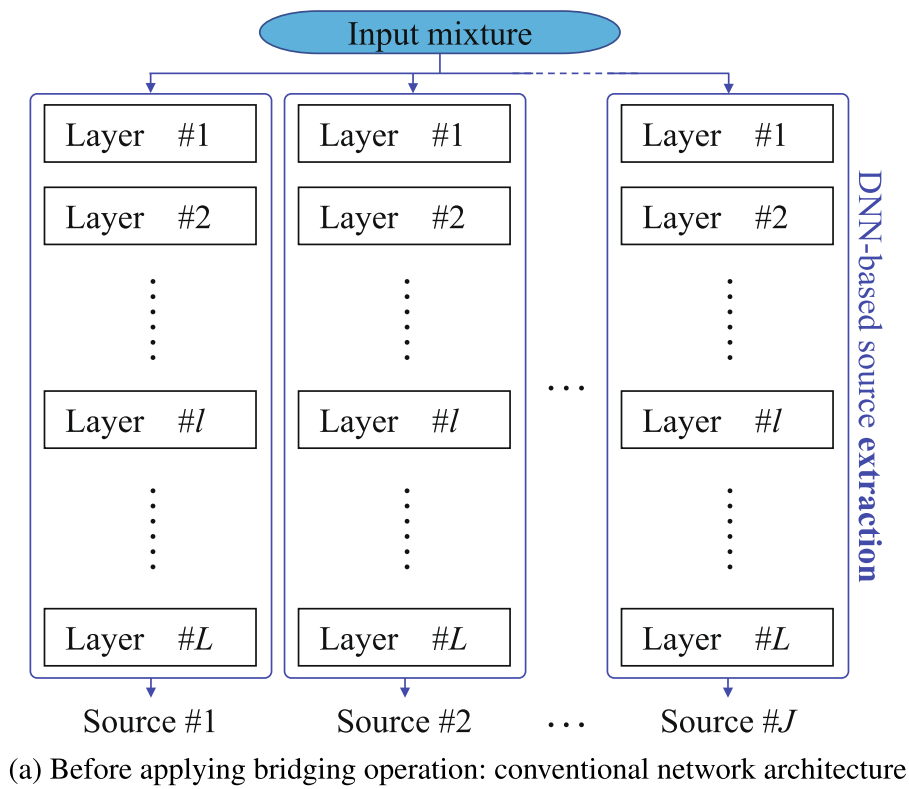 Input mixture
Layer #1 Layer #1 Layer #1
Layer #2 Layer #2 Layer #2
Layer #l Layer #l ... Layer #l
Layer #L Layer #L Layer #L
DNN-based source extraction
Source #1 Source #2 ... Source #J
(a) Before applying bridging operation: conventional network architecture